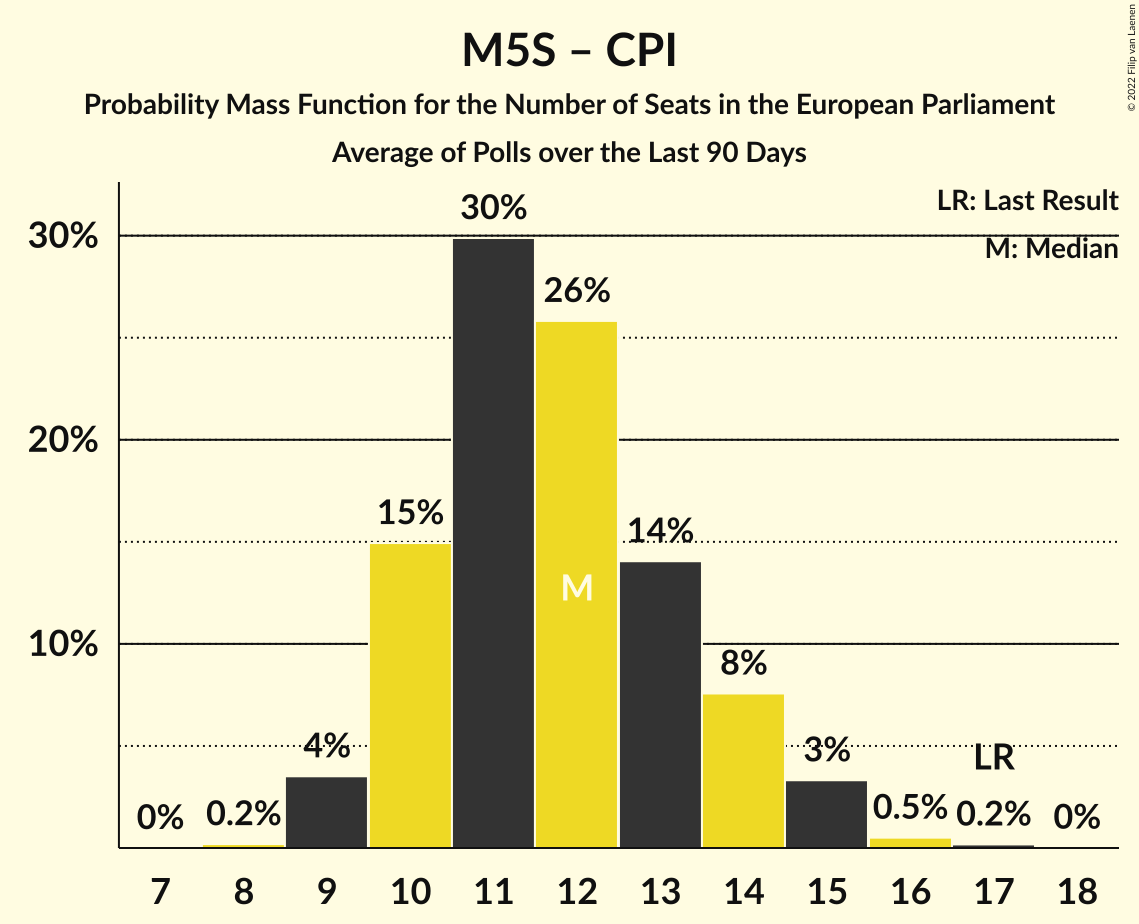 M5S – CPI
Probability Mass Function for the Number of Seats in the European Parliament
Average of Polls over the Last 90 Days
© 2022 Filip van Laenen
LR: Last Result
M: Median
30%
20%
10%
0%
0.2%
4%
15%
30%
26%
M
14%
8%
3%
0.5%
LR
0.2%
0%
7 8 9 10 11 12 13 14 15 16 17 18